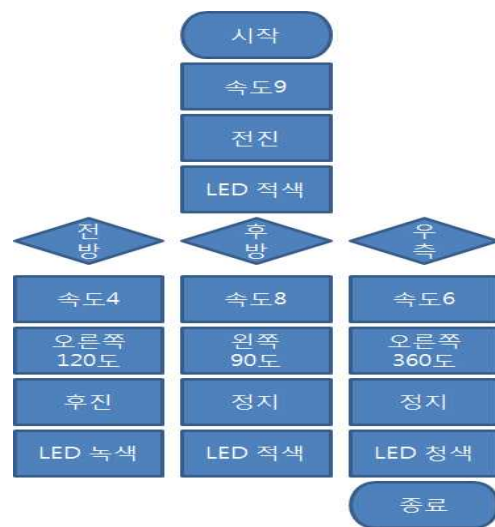 시작
속도9
전진
LED 적색
전
방
후
방
우
측
속도4
속도8
속도6
오른쪽
120도
왼쪽
90도
오른쪽
360도
후진
정지
정지
LED 녹색
LED 적색
LED 청색
종료